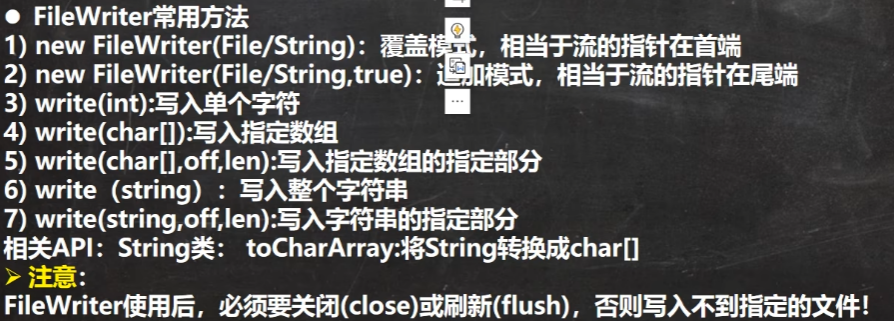 ● FileWriter常用方法
1) new FileWriter(File/String)：覆盖模式，相当于流的指针在首端
2) new FileWriter(File/String,true)：追加模式，相当于流的指针在尾端
3) write(int):写入单个字符
4) write(char[]):写入指定数组
5) write(char[],off,len):写入指定数组的指定部分
6) write（string）：写入整个字符串
7) write(string,off,len):写入字符串的指定部分
相关API：String类： toCharArray:将String转换成char[]
➢ 注意：
FileWriter使用后，必须要关闭(close)或刷新(flush)，否则写入不到指定的文件!